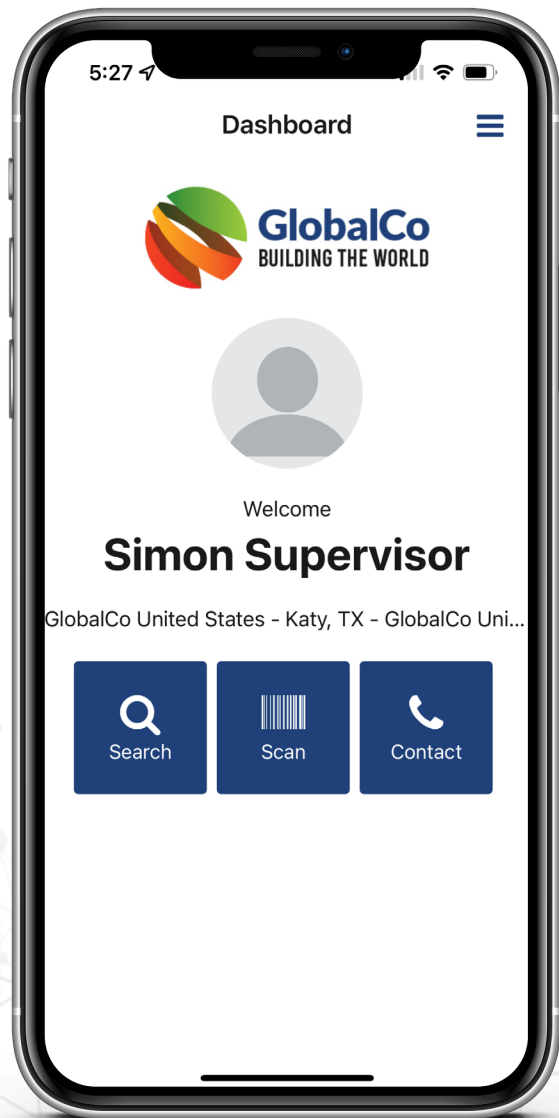 5:27
Dashboard
GlobalCo
BUILDING THE WORLD
Welcome
Simon Supervisor
GlobalCo United States - Katy, TX - GlobalCo Uni...
Search
Scan
Contact